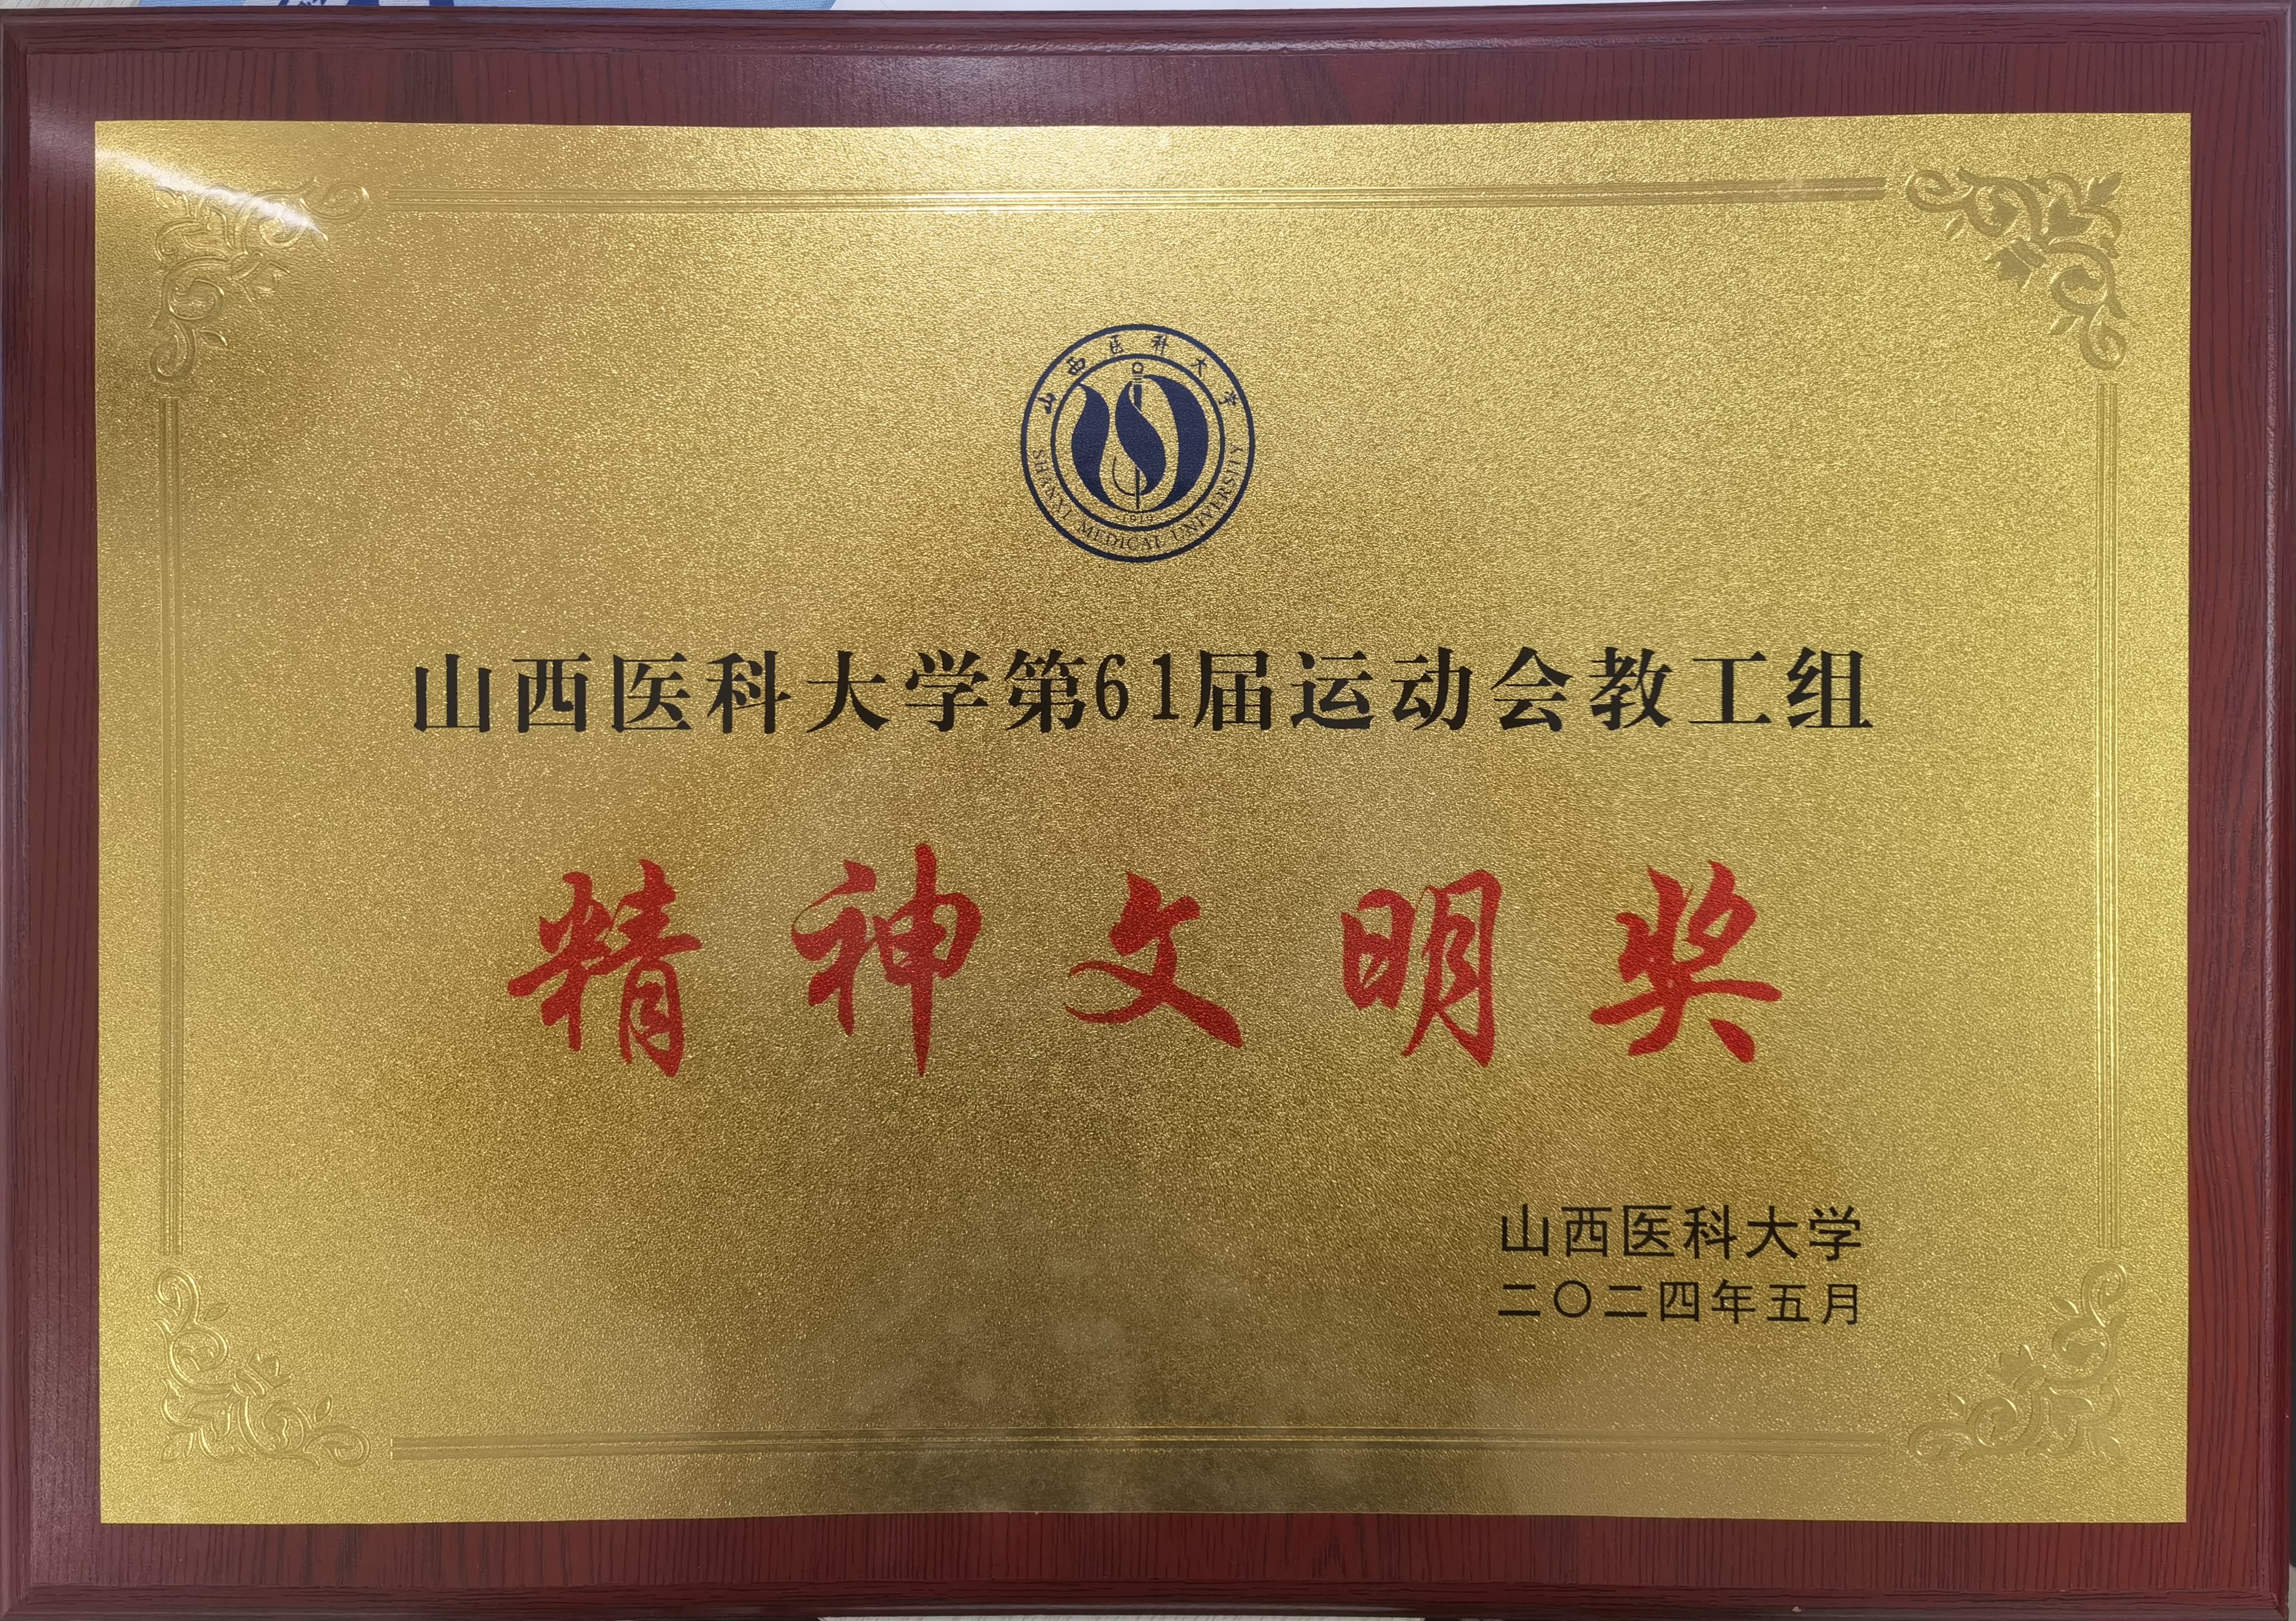 山西医科大学
SHANXI MEDICAL UNIVERSITY
1919
山西医科大学第61届运动会教工组
精神文明奖
山西医科大学
二〇二四年五月